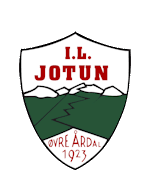 I.L.
JOTUN
ØVRE ÅRDAL
1923